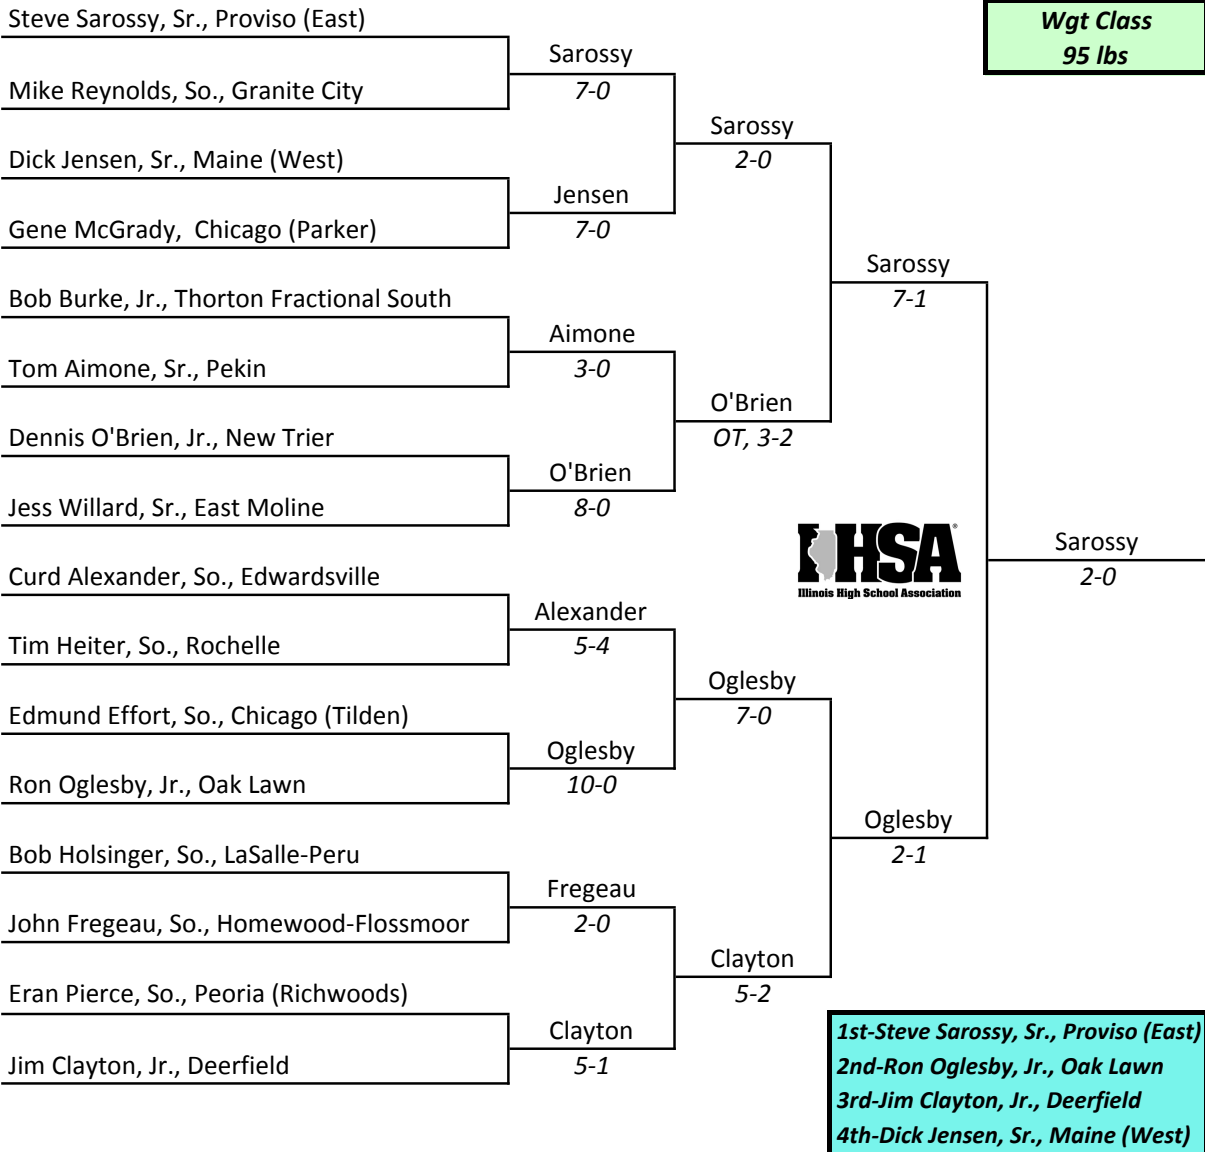 Steve Sarossy, Sr., Proviso (East)
Wgt Class
95 lbs
Sarossy
7-0
Mike Reynolds, So., Granite City
Sarossy
2-0
Dick Jensen, Sr., Maine (West)
Jensen
7-0
Gene McGrady,  Chicago (Parker)
Sarossy
7-1
Bob Burke, Jr., Thorton Fractional South
Aimone
3-0
Tom Aimone, Sr., Pekin
O'Brien
OT, 3-2
Dennis O'Brien, Jr., New Trier
O'Brien
8-0
Jess Willard, Sr., East Moline
IHSA®
Illinois High School Association
Sarossy
2-0
Curd Alexander, So., Edwardsville
Alexander
5-4
Tim Heiter, So., Rochelle
Oglesby
7-0
Edmund Effort, So., Chicago (Tilden)
Oglesby
10-0
Ron Oglesby, Jr., Oak Lawn
Oglesby
2-1
Bob Holsinger, So., LaSalle-Peru
Fregeau
2-0
John Fregeau, So., Homewood-Flossmoor
Clayton
5-2
Eran Pierce, So., Peoria (Richwoods)
Clayton
5-1
Jim Clayton, Jr., Deerfield
1st-Steve Sarossy, Sr., Proviso (East)
2nd-Ron Oglesby, Jr., Oak Lawn
3rd-Jim Clayton, Jr., Deerfield
4th-Dick Jensen, Sr., Maine (West)